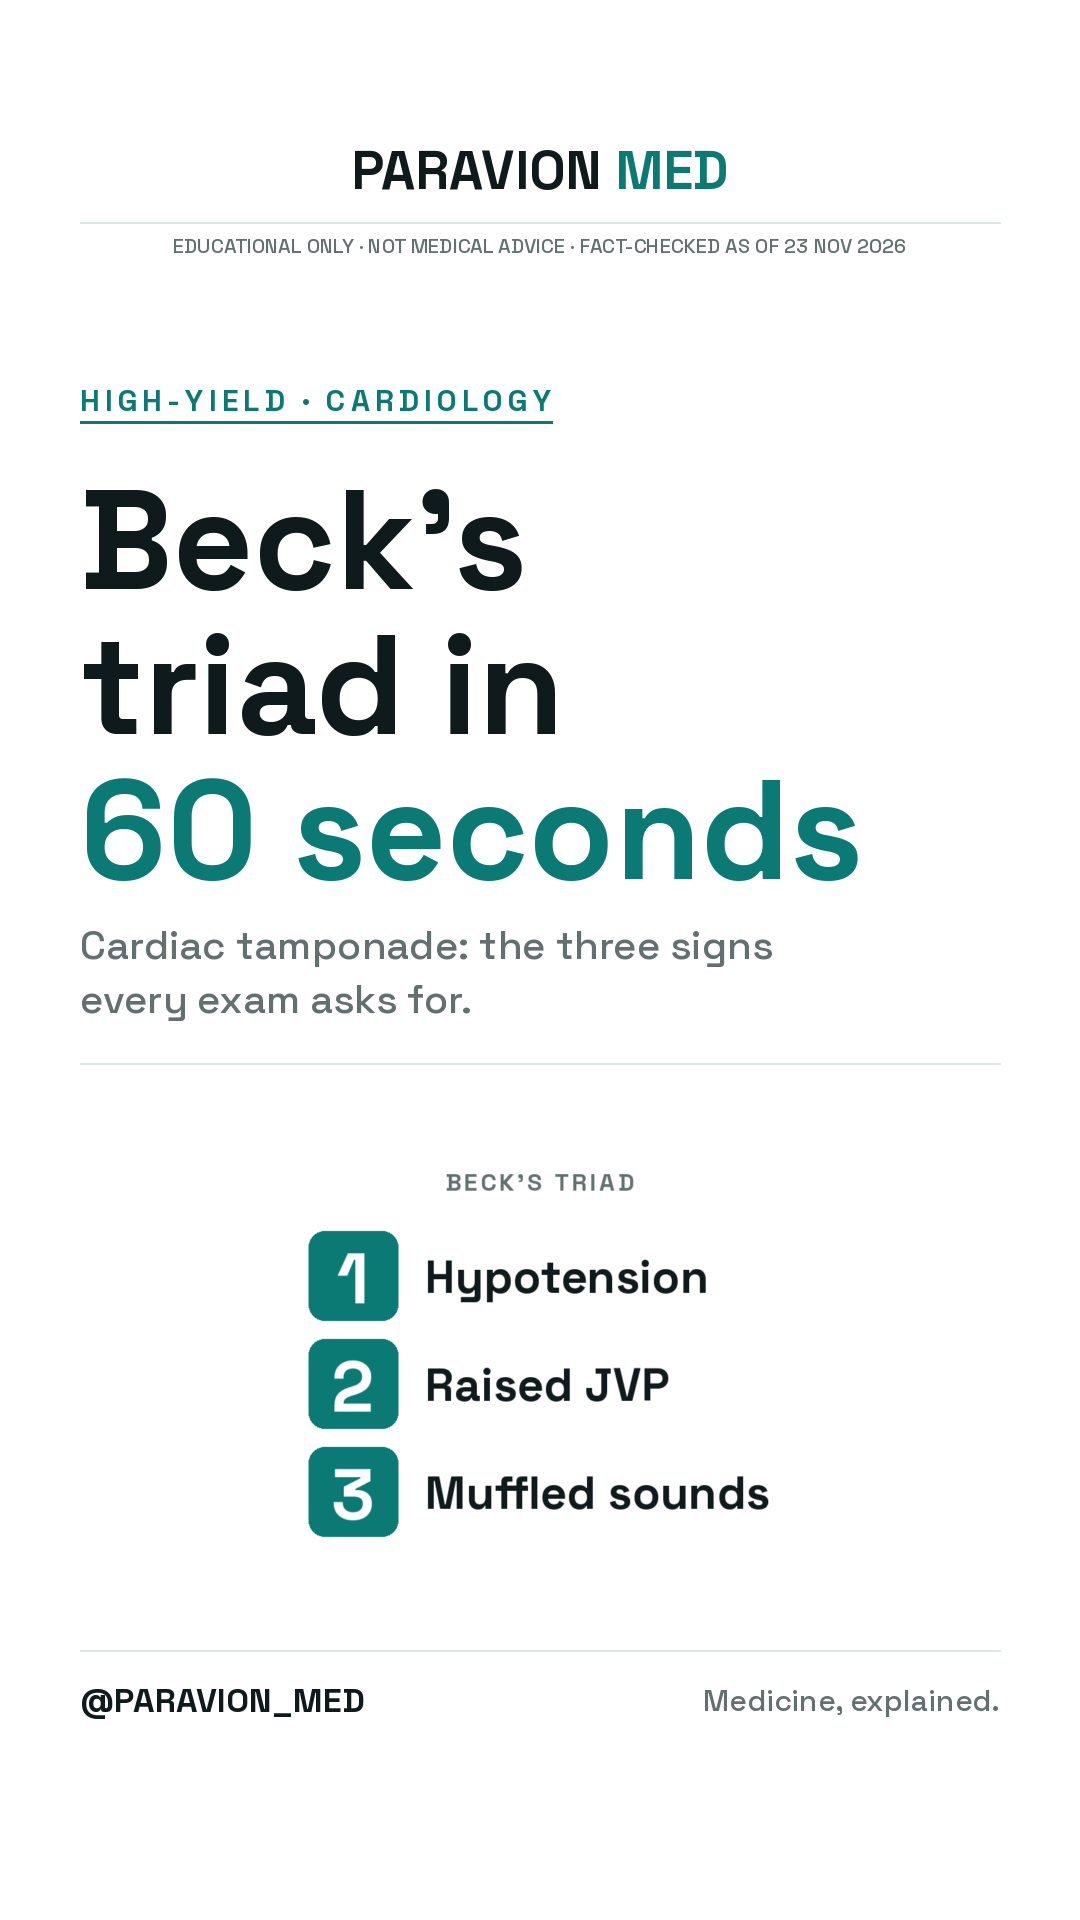 PARAVION MED
EDUCATIONAL ONLY · NOT MEDICAL ADVICE · FACT-CHECKED AS OF 23 NOV 2026
HIGH-YIELD · CARDIOLOGY
Beck’s
triad in
60 seconds
Cardiac tamponade: the three signs
every exam asks for.
BECK’S TRIAD
1 Hypotension
2 Raised JVP
3 Muffled sounds
@PARAVION_MED Medicine, explained.